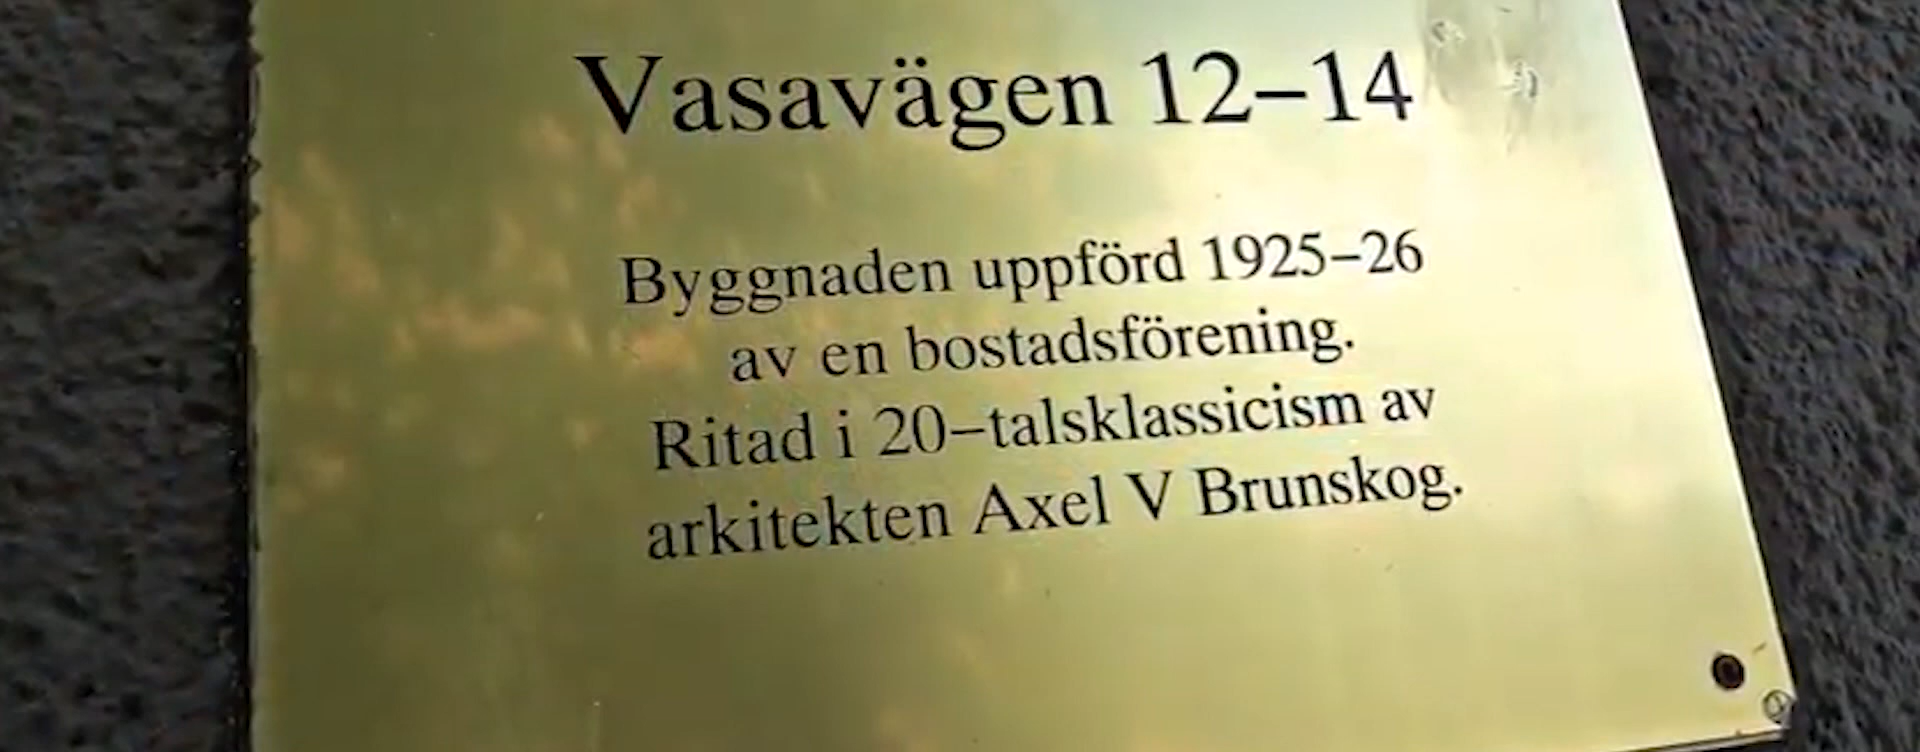 Vasavägen 12–14
Byggnaden uppförd 1925–26
av en bostadsförening.
Ritad i 20–talsklassicism av
arkitekten Axel V Brunskog.